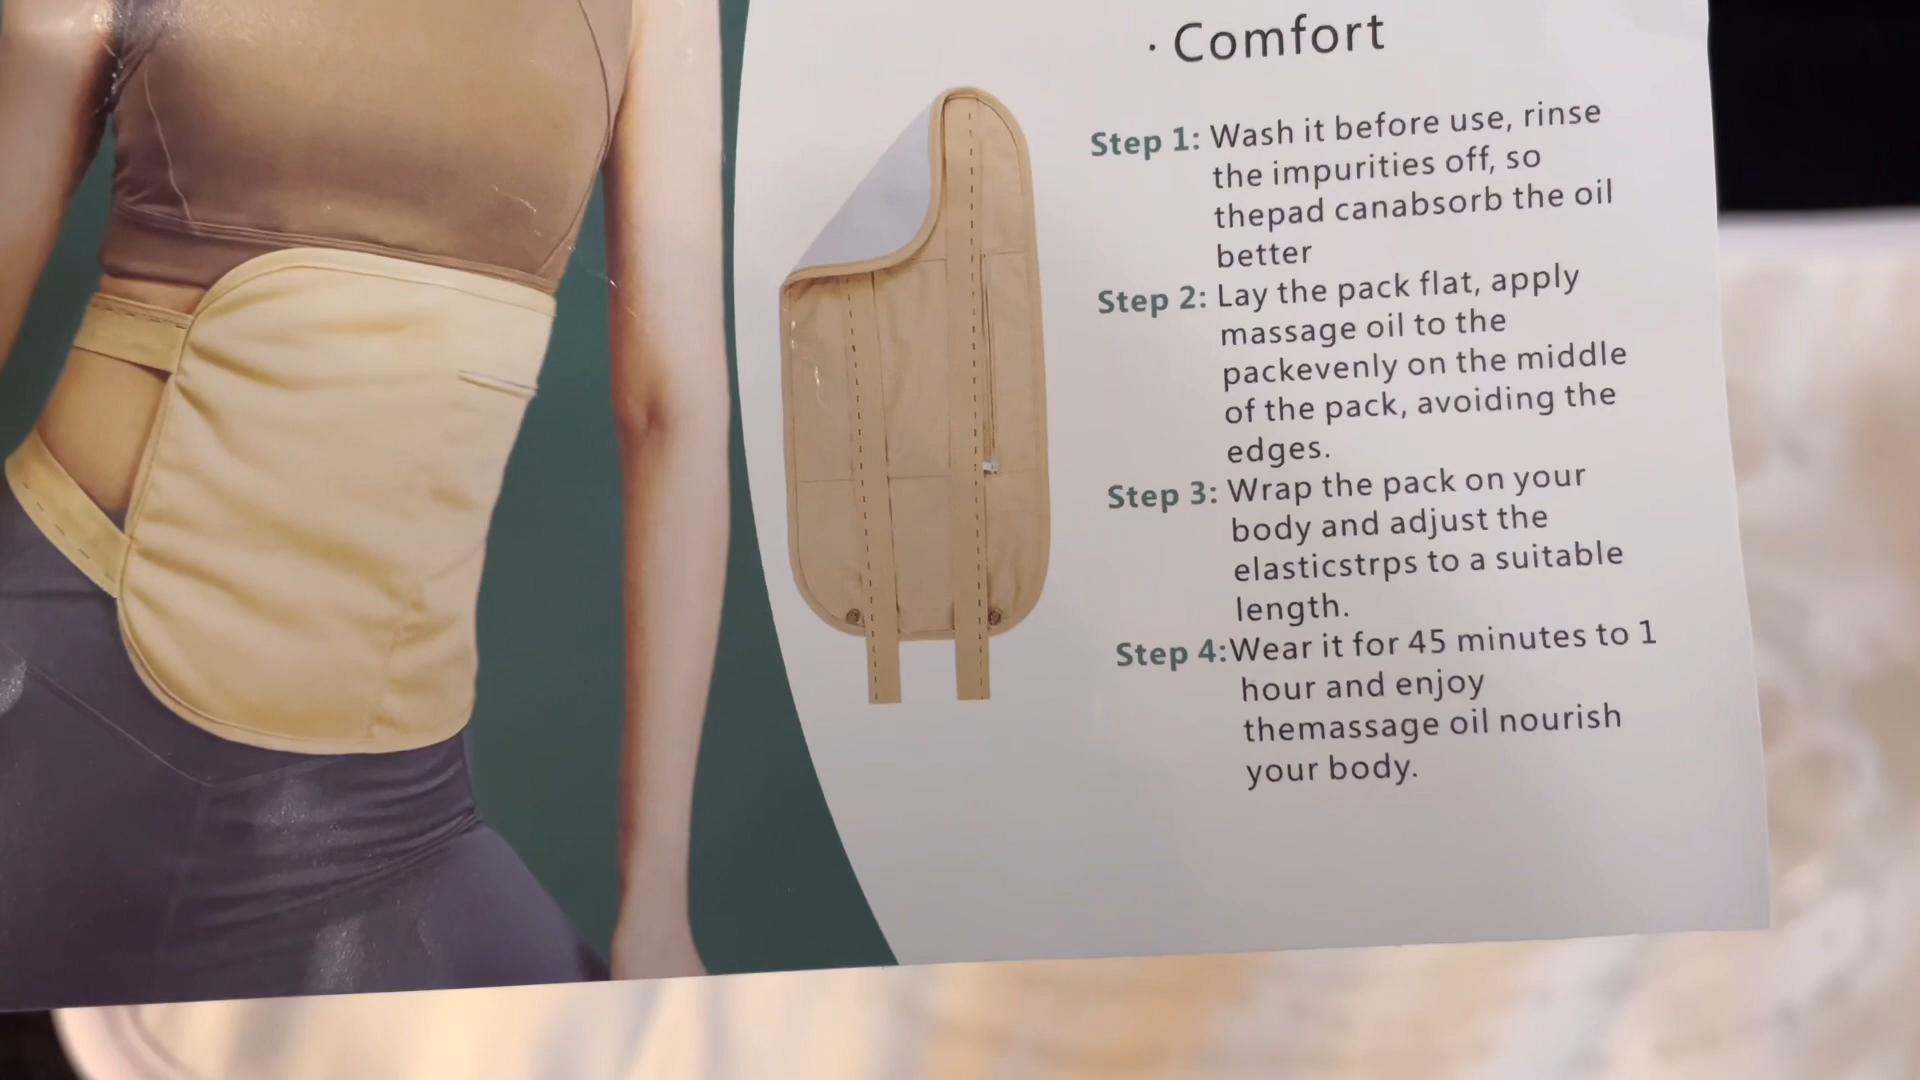 · Comfort
Step 1: Wash it before use, rinse
the impurities off, so
thepad canabsorb the oil
better
Step 2: Lay the pack flat, apply
massage oil to the
packevenly on the middle
of the pack, avoiding the
edges.
Step 3: Wrap the pack on your
body and adjust the
elasticstrps to a suitable
length.
Step 4:Wear it for 45 minutes to 1
hour and enjoy
themassage oil nourish
your body.